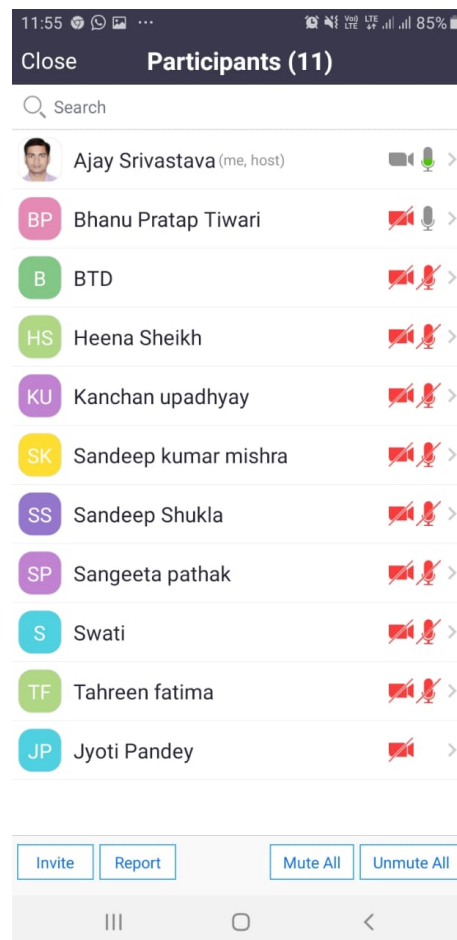 11:55 85%
Close Participants (11)
Search
Ajay Srivastava (me, host)
BP Bhanu Pratap Tiwari
B BTD
HS Heena Sheikh
KU Kanchan upadhyay
SK Sandeep kumar mishra
SS Sandeep Shukla
SP Sangeeta pathak
S Swati
TF Tahreen fatima
JP Jyoti Pandey
Invite Report Mute All Unmute All